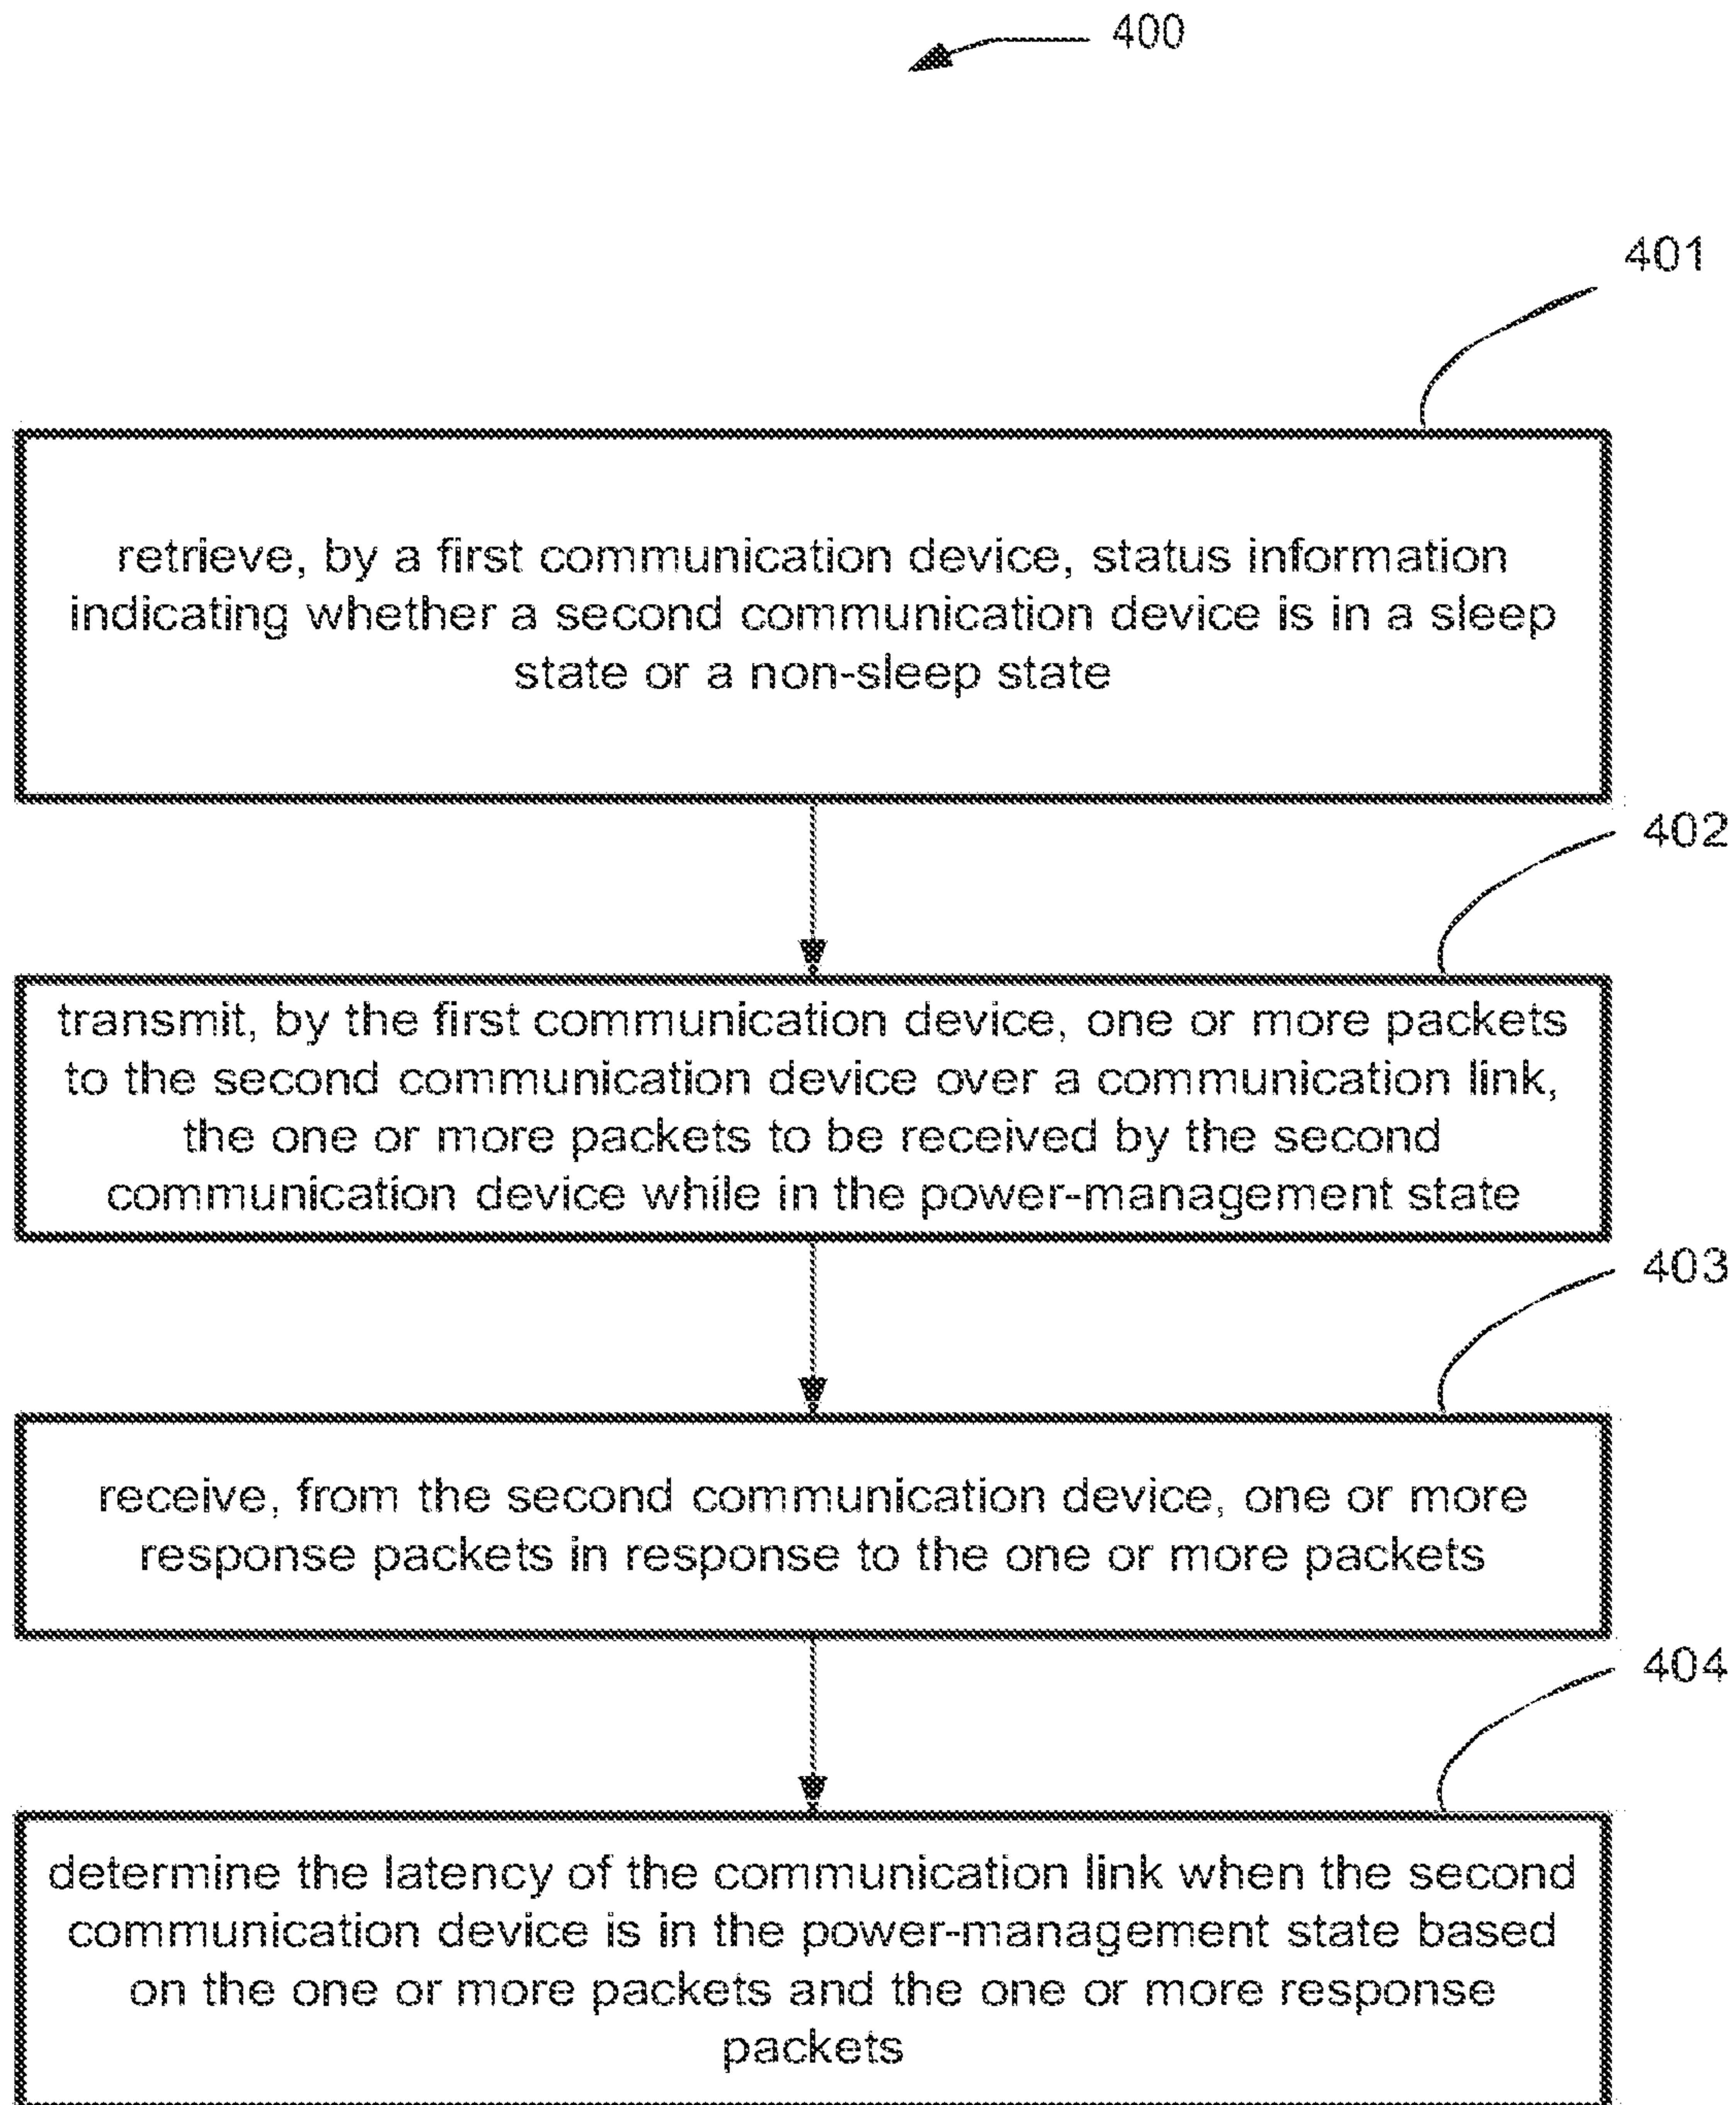 400
401
retrieve, by a first communication device, status information
indicating whether a second communication device is in a sleep
state or a non-sleep state
402
transmit, by the first communication device, one or more packets
to the second communication device over a communication link,
the one or more packets to be received by the second
communication device while in the power-management state
403
receive, from the second communication device, one or more
response packets in response to the one or more packets
404
determine the latency of the communication link when the second
communication device is in the power-management state based
on the one or more packets and the one or more response
packets